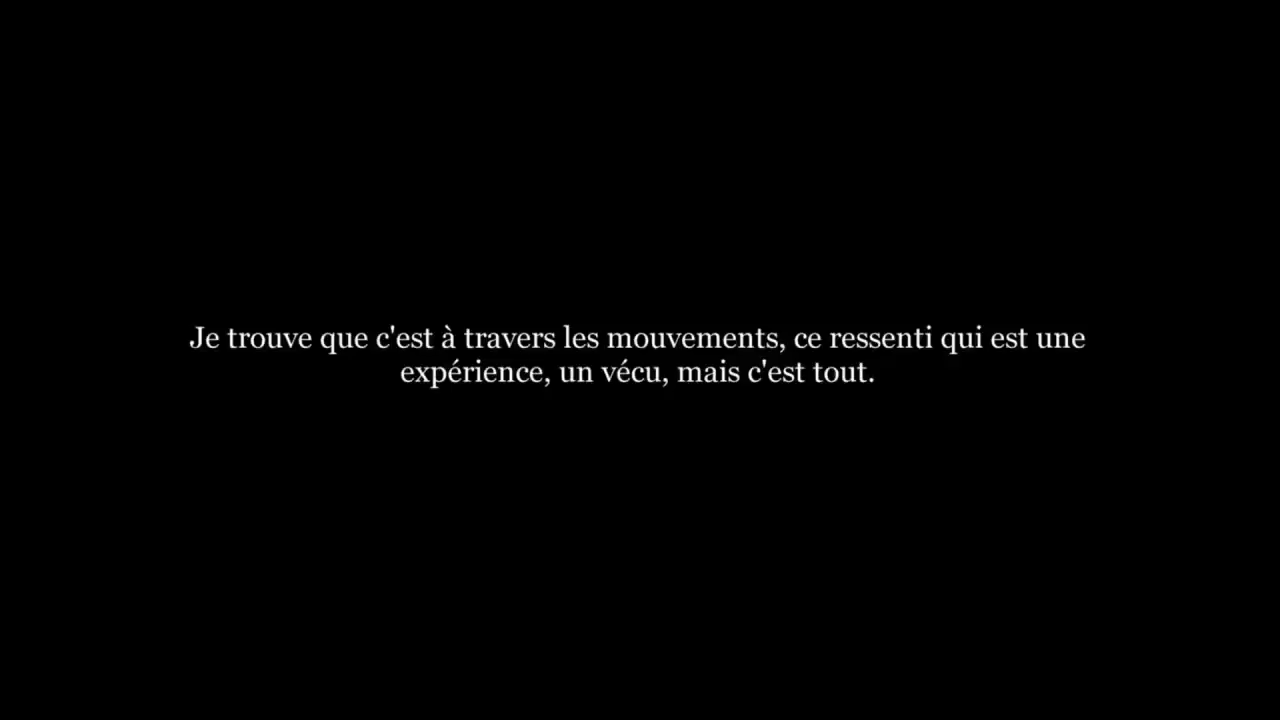 Je trouve que c'est à travers les mouvements, ce ressenti qui est une
expérience, un vécu, mais c'est tout.